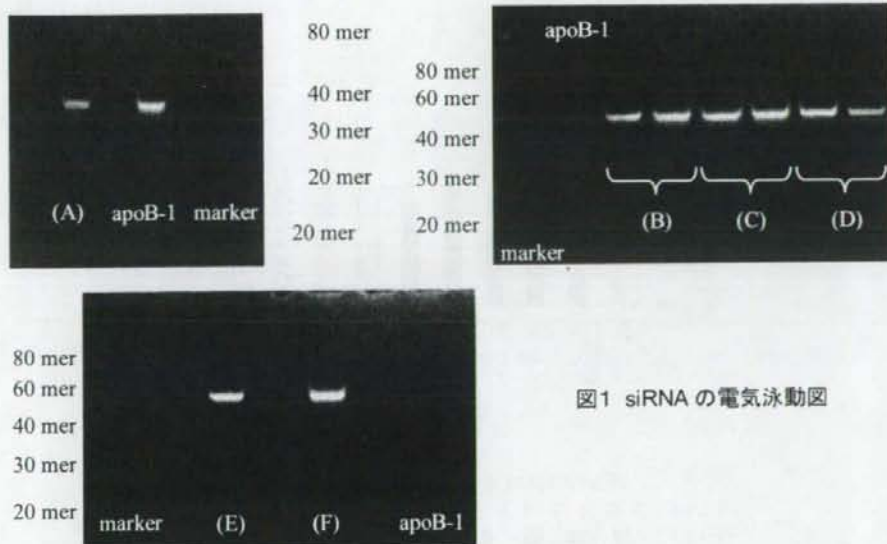 80 mer
40 mer
30 mer
20 mer
20 mer
(A) apoB-1 marker
apoB-1
80 mer
60 mer
40 mer
30 mer
20 mer
(B) (C) (D)
marker
80 mer
60 mer
40 mer
30 mer
20 mer
marker (E) (F) apoB-1
図1 siRNA の電気泳動図